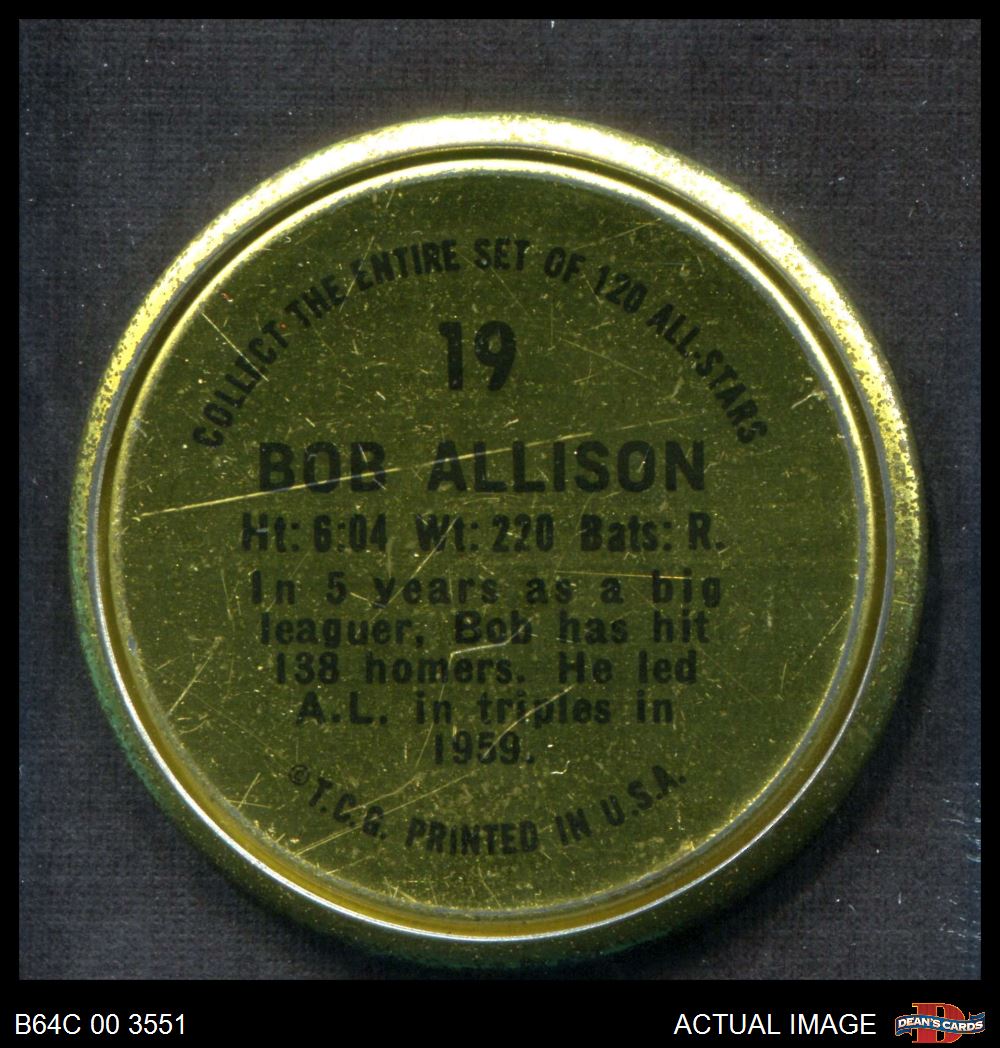 COLLECT THE ENTIRE SET OF 120 ALL-STARS
19
BOB ALLISON
Ht: 6:04 Wt: 220 Bats: R.
In 5 years as a big
leaguer, Bob has hit
138 homers. He led
A.L. in triples in
1959.
©T.C.G. PRINTED IN U.S.A.
B64C 00 3551
ACTUAL IMAGE
DEAN'S CARDS